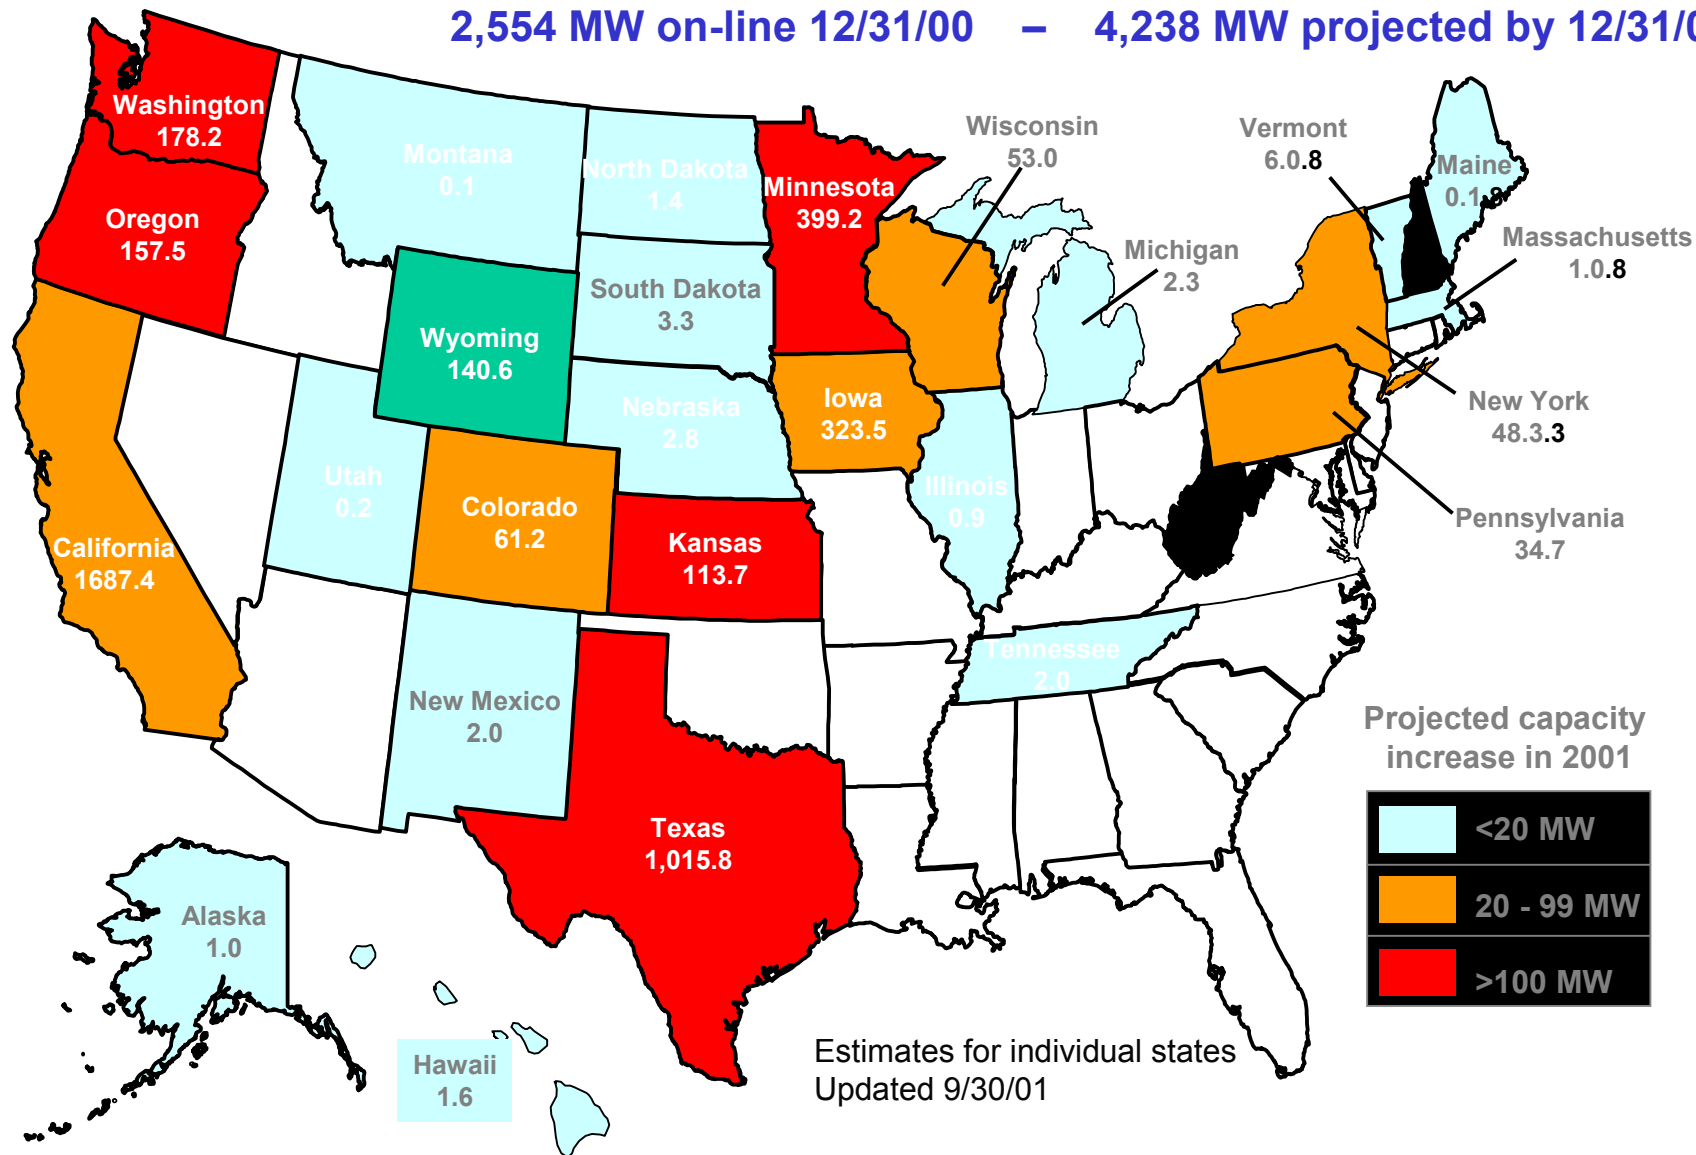 2,554 MW on-line 12/31/00 – 4,238 MW projected by 12/31/0
Washington
178.2
Oregon
157.5
California
1687.4
Montana
0.1
North Dakota
1.4
South Dakota
3.3
Wyoming
140.6
Nebraska
2.8
Utah
0.2
Colorado
61.2
Kansas
113.7
New Mexico
2.0
Texas
1,015.8
Minnesota
399.2
Iowa
323.5
Wisconsin
53.0
Illinois
0.9
Michigan
2.3
Tennessee
2.0
Vermont
6.0.8
Maine
0.1.8
Massachusetts
1.0.8
New York
48.3.3
Pennsylvania
34.7
Alaska
1.0
Hawaii
1.6
Projected capacity
increase in 2001
<20 MW
20 - 99 MW
>100 MW
Estimates for individual states
Updated 9/30/01